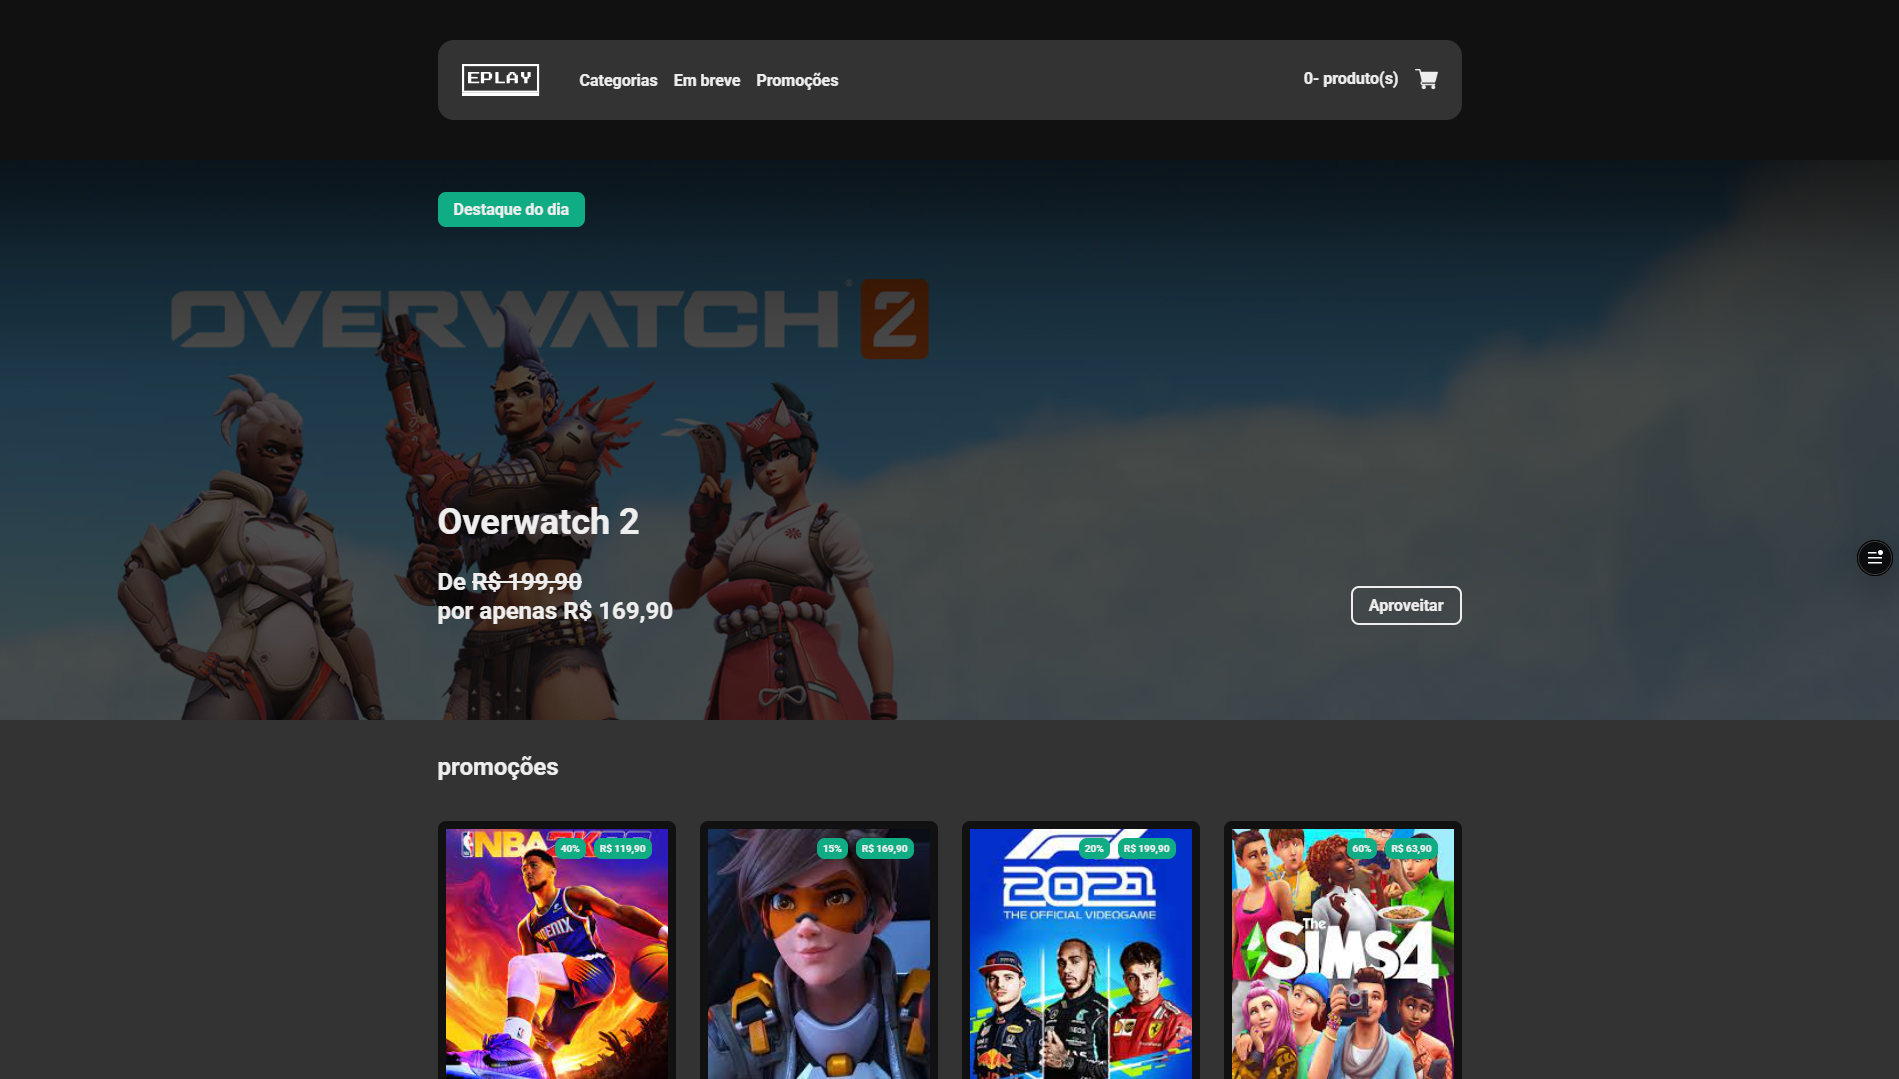 EPLAY
Categorias Em breve Promoções
0- produto(s)
Destaque do dia
OVERWATCH 2
Overwatch 2
De R$ 199,90
por apenas R$ 169,90
Aproveitar
promoções
40% R$ 119,90
NBA
PHOENIX
15% R$ 169,90
20% R$ 199,90
2021
THE OFFICIAL VIDEOGAME
60% R$ 63,90
The
SIMS 4